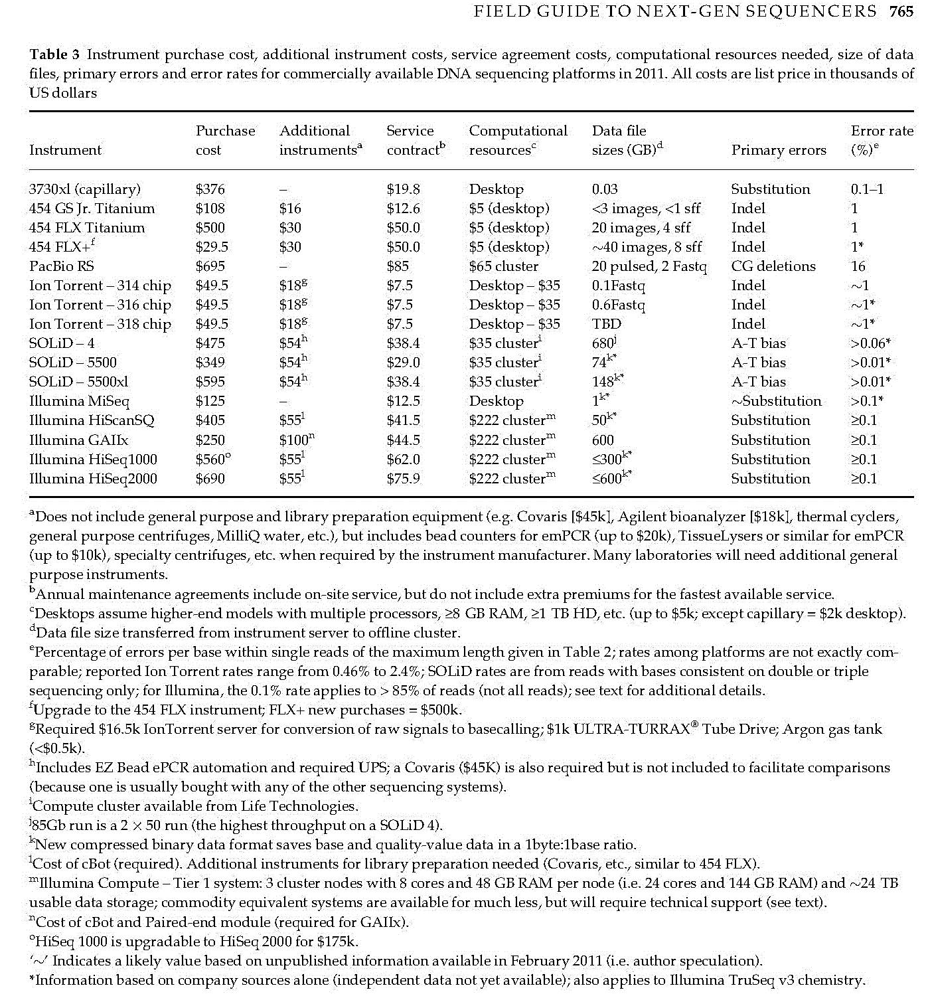 FIELD GUIDE TO NEXT-GEN SEQUENCERS 765
Table 3 Instrument purchase cost, additional instrument costs, service agreement costs, computational resources needed, size of data
files, primary errors and error rates for commercially available DNA sequencing platforms in 2011. All costs are list price in thousands of
US dollars
Purchase Additional Service Computational Data file Error rate
Instrument cost instrumentsᵃ contractᵇ resourcesᶜ sizes (GB)ᵈ Primary errors (%)ᵉ
3730xl (capillary) $376 – $19.8 Desktop 0.03 Substitution 0.1–1
454 GS Jr. Titanium $108 $16 $12.6 $5 (desktop) <3 images, <1 sff Indel 1
454 FLX Titanium $500 $30 $50.0 $5 (desktop) 20 images, 4 sff Indel 1
454 FLX+ᶠ $29.5 $30 $50.0 $5 (desktop) ~40 images, 8 sff Indel 1*
PacBio RS $695 – $85 $65 cluster 20 pulsed, 2 Fastq CG deletions 16
Ion Torrent – 314 chip $49.5 $18ᵍ $7.5 Desktop – $35 0.1Fastq Indel ~1
Ion Torrent – 316 chip $49.5 $18ᵍ $7.5 Desktop – $35 0.6Fastq Indel ~1*
Ion Torrent – 318 chip $49.5 $18ᵍ $7.5 Desktop – $35 TBD Indel ~1*
SOLiD – 4 $475 $54ʰ $38.4 $35 clusterⁱ 680ʲ A-T bias >0.06*
SOLiD – 5500 $349 $54ʰ $29.0 $35 clusterⁱ 74ᵏ* A-T bias >0.01*
SOLiD – 5500xl $595 $54ʰ $38.4 $35 clusterⁱ 148ᵏ* A-T bias >0.01*
Illumina MiSeq $125 – $12.5 Desktop 1ᵏ* ~Substitution >0.1*
Illumina HiScanSQ $405 $55ˡ $41.5 $222 clusterᵐ 50ᵏ* Substitution ≥0.1
Illumina GAIIx $250 $100ⁿ $44.5 $222 clusterᵐ 600 Substitution ≥0.1
Illumina HiSeq1000 $560ᵒ $55ˡ $62.0 $222 clusterᵐ ≤300ᵏ* Substitution ≥0.1
Illumina HiSeq2000 $690 $55ˡ $75.9 $222 clusterᵐ ≤600ᵏ* Substitution ≥0.1
ᵃDoes not include general purpose and library preparation equipment (e.g. Covaris [$45k], Agilent bioanalyzer [$18k], thermal cyclers,
general purpose centrifuges, MilliQ water, etc.), but includes bead counters for emPCR (up to $20k), TissueLysers or similar for emPCR
(up to $10k), specialty centrifuges, etc. when required by the instrument manufacturer. Many laboratories will need additional general
purpose instruments.
ᵇAnnual maintenance agreements include on-site service, but do not include extra premiums for the fastest available service.
ᶜDesktops assume higher-end models with multiple processors, ≥8 GB RAM, ≥1 TB HD, etc. (up to $5k; except capillary = $2k desktop).
ᵈData file size transferred from instrument server to offline cluster.
ᵉPercentage of errors per base within single reads of the maximum length given in Table 2; rates among platforms are not exactly com-
parable; reported Ion Torrent rates range from 0.46% to 2.4%; SOLiD rates are from reads with bases consistent on double or triple
sequencing only; for Illumina, the 0.1% rate applies to > 85% of reads (not all reads); see text for additional details.
ᶠUpgrade to the 454 FLX instrument; FLX+ new purchases = $500k.
ᵍRequired $16.5k IonTorrent server for conversion of raw signals to basecalling; $1k ULTRA-TURRAX® Tube Drive; Argon gas tank
(<$0.5k).
ʰIncludes EZ Bead ePCR automation and required UPS; a Covaris ($45K) is also required but is not included to facilitate comparisons
(because one is usually bought with any of the other sequencing systems).
ⁱCompute cluster available from Life Technologies.
ʲ85Gb run is a 2 × 50 run (the highest throughput on a SOLiD 4).
ᵏNew compressed binary data format saves base and quality-value data in a 1byte:1base ratio.
ˡCost of cBot (required). Additional instruments for library preparation needed (Covaris, etc., similar to 454 FLX).
ᵐIllumina Compute – Tier 1 system: 3 cluster nodes with 8 cores and 48 GB RAM per node (i.e. 24 cores and 144 GB RAM) and ~24 TB
usable data storage; commodity equivalent systems are available for much less, but will require technical support (see text).
ⁿCost of cBot and Paired-end module (required for GAIIx).
ᵒHiSeq 1000 is upgradable to HiSeq 2000 for $175k.
‘~’ Indicates a likely value based on unpublished information available in February 2011 (i.e. author speculation).
*Information based on company sources alone (independent data not yet available); also applies to Illumina TruSeq v3 chemistry.